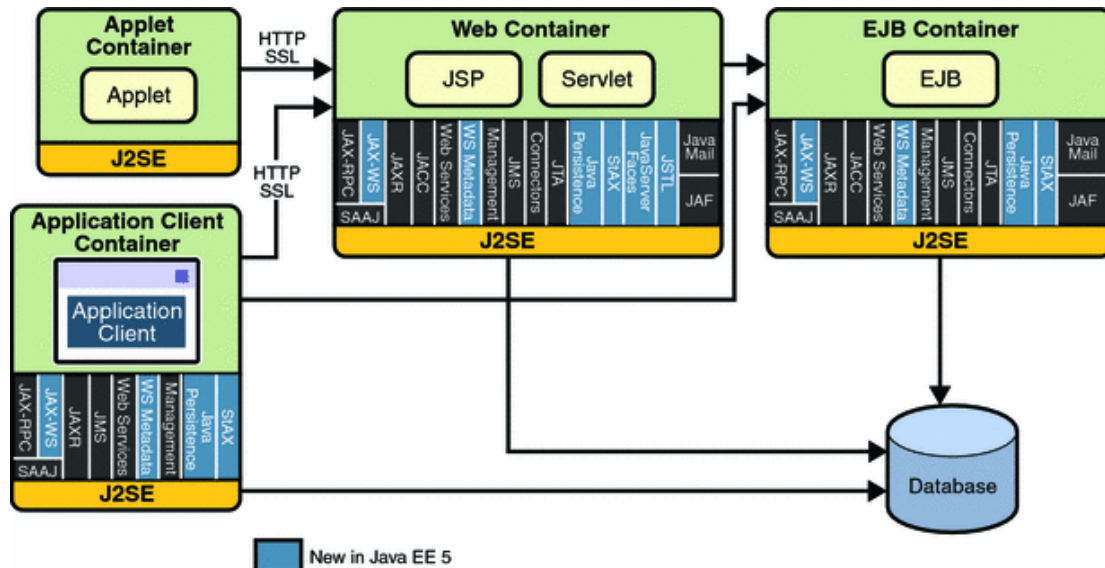 Applet
Container
Applet
J2SE
HTTP
SSL
HTTP
SSL
Web Container
JSP
Servlet
JAX-RPC
JAX-WS
SAAJ
JAXR
JACC
Web Services
WS Metadata
Management
JMS
Connectors
JTA
Java
Persistence
StAX
JavaServer
Faces
JSTL
Java
Mail
JAF
J2SE
EJB Container
EJB
JAX-RPC
JAX-WS
SAAJ
JAXR
JACC
Web Services
WS Metadata
Management
JMS
Connectors
JTA
Java
Persistence
StAX
Java
Mail
JAF
J2SE
Application Client
Container
Application
Client
JAX-RPC
JAX-WS
SAAJ
JAXR
JMS
Web Services
WS Metadata
Management
Java
Persistence
StAX
J2SE
Database
New in Java EE 5